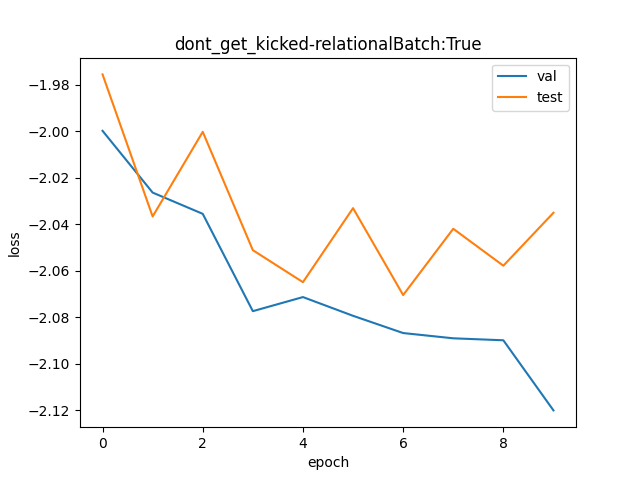 dont_get_kicked-relationalBatch:True
val
test
−1.98
−2.00
−2.02
−2.04
−2.06
−2.08
−2.10
−2.12
loss
0
2
4
6
8
epoch